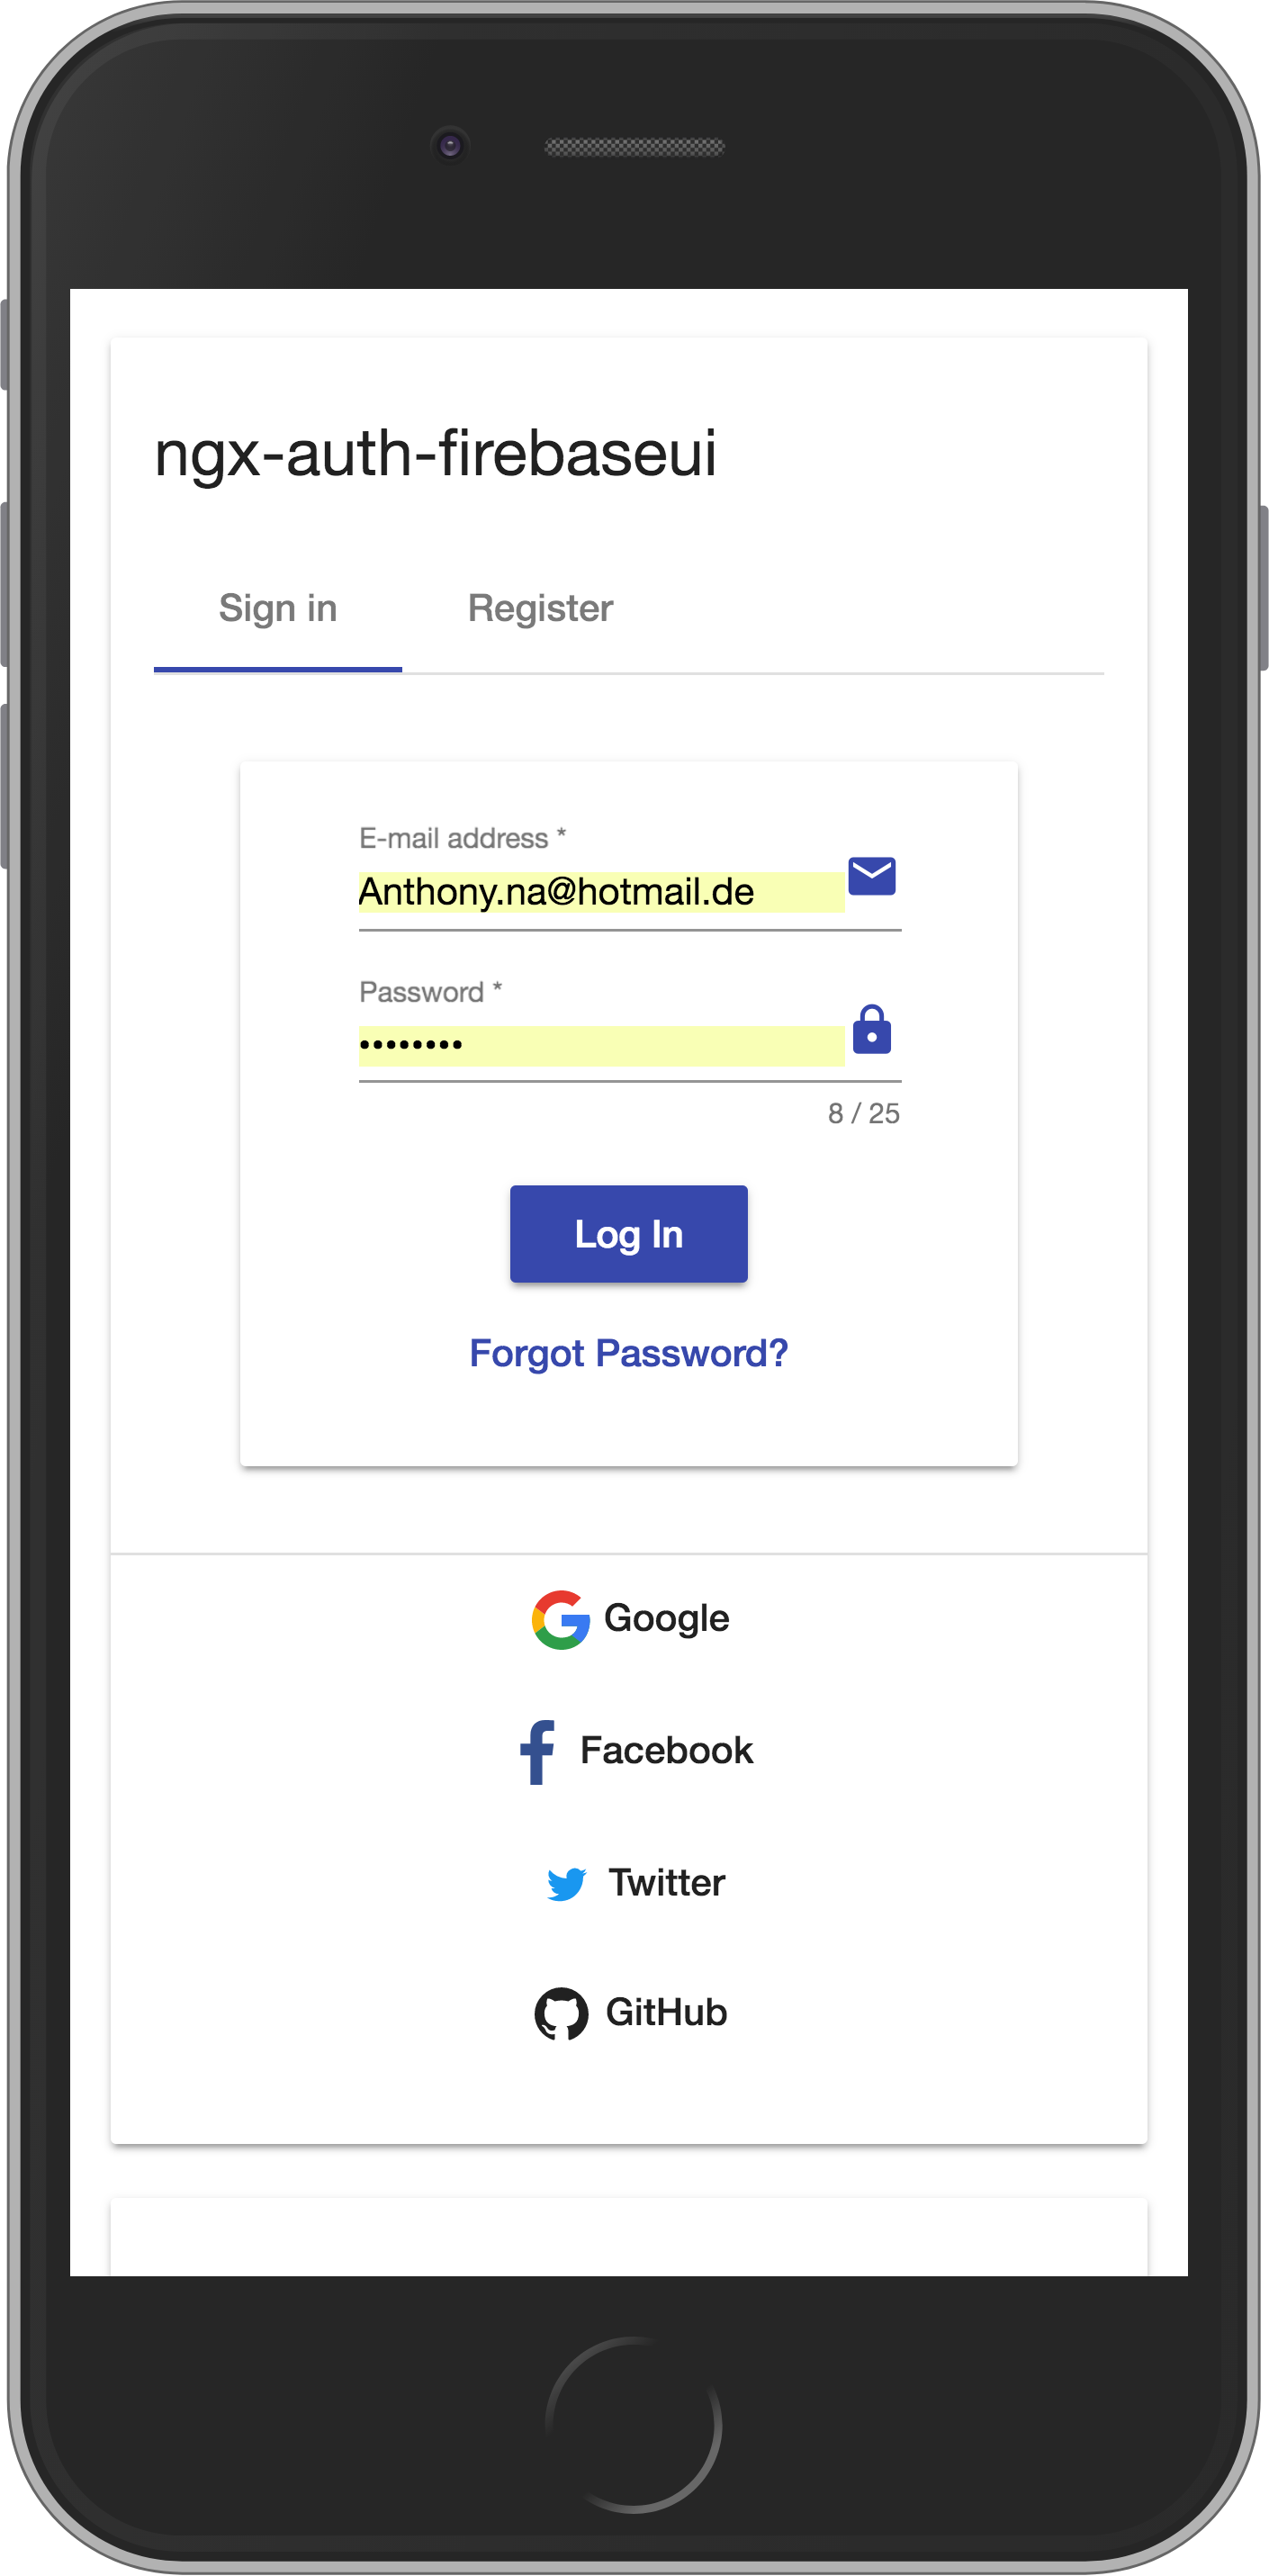 ngx-auth-firebaseui
Sign in Register
E-mail address *
Anthony.na@hotmail.de
Password *
••••••••
8 / 25
Log In
Forgot Password?
Google
Facebook
Twitter
GitHub